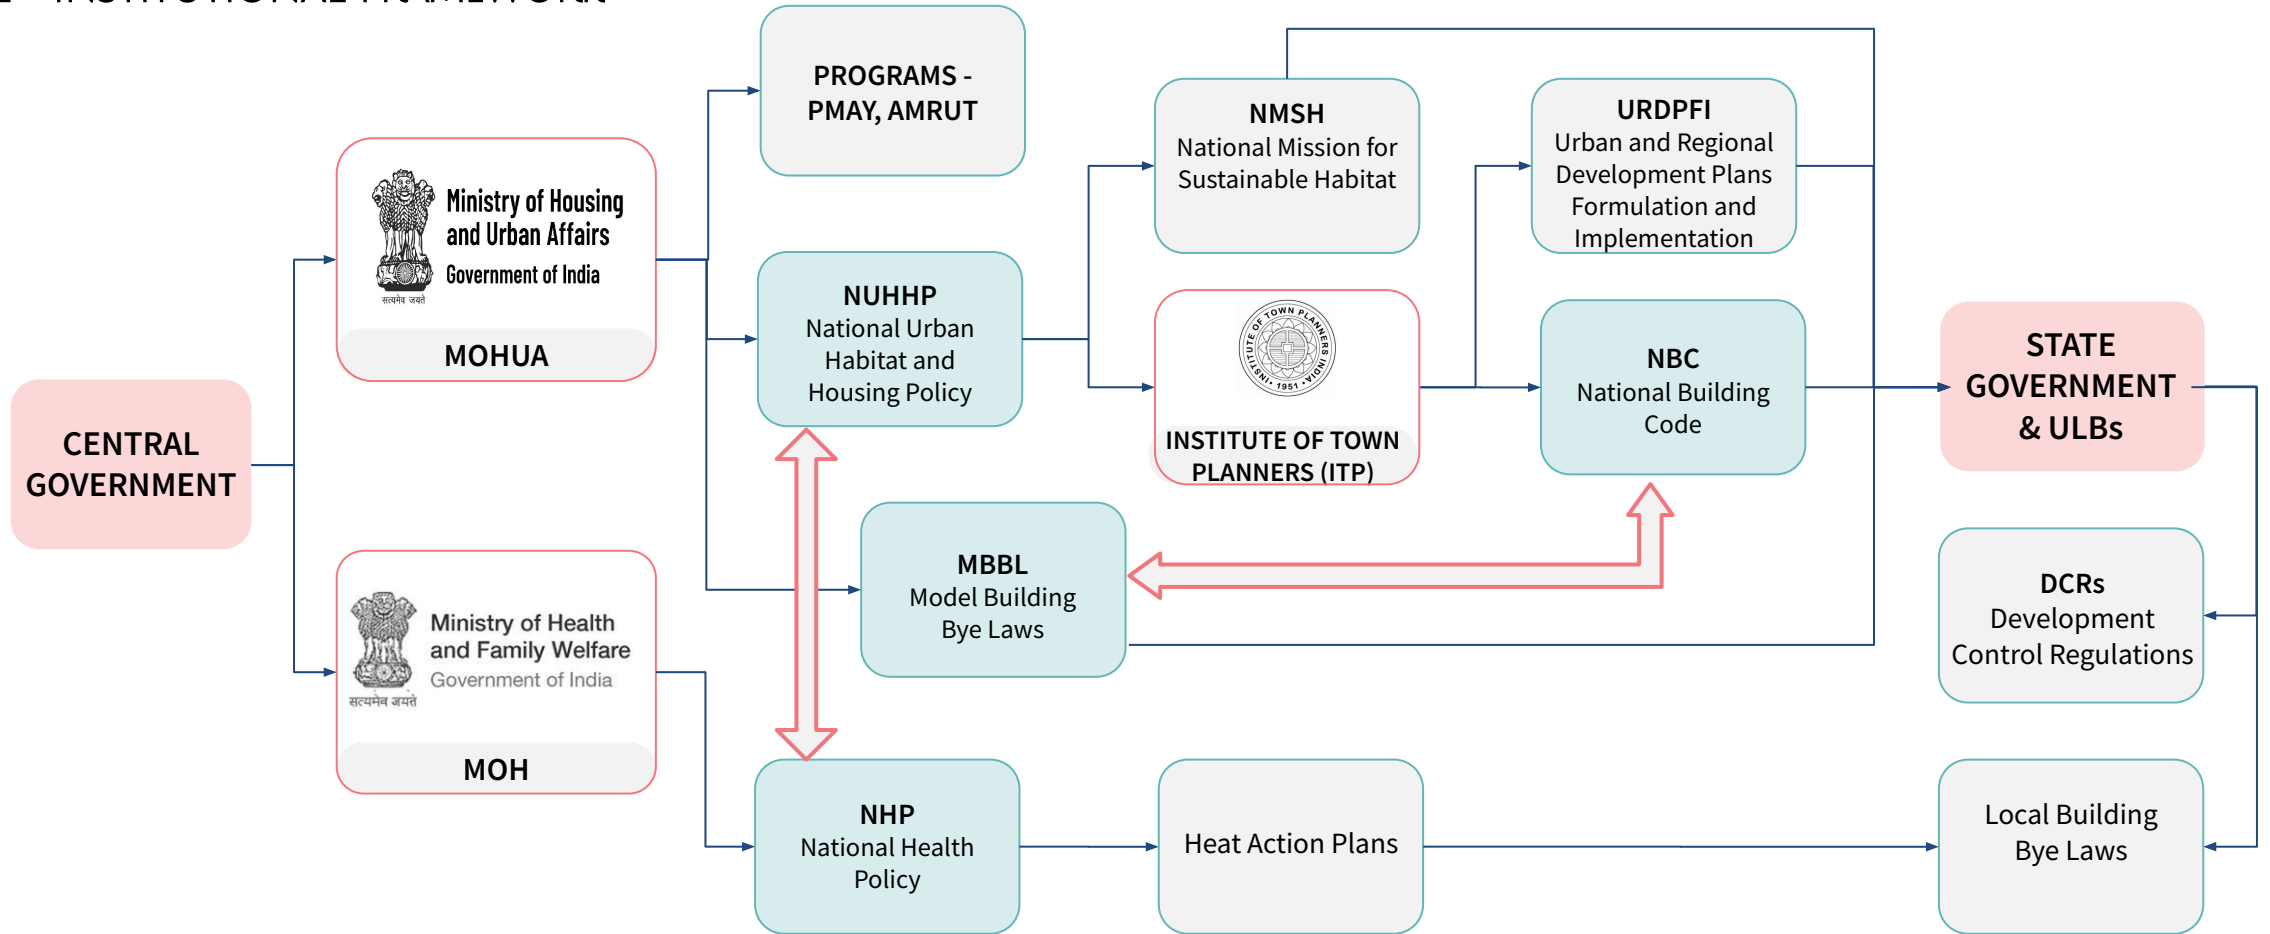 INSTITUTIONAL FRAMEWORK
PROGRAMS -
PMAY, AMRUT
Ministry of Housing
and Urban Affairs
Government of India
सत्यमेव जयते
MOHUA
CENTRAL
GOVERNMENT
Ministry of Health
and Family Welfare
Government of India
सत्यमेव जयते
MOH
NUHHP
National Urban
Habitat and
Housing Policy
MBBL
Model Building
Bye Laws
NHP
National Health
Policy
NMSH
National Mission for
Sustainable Habitat
INSTITUTE OF TOWN PLANNERS INDIA
1951
INSTITUTE OF TOWN
PLANNERS (ITP)
Heat Action Plans
URDPFI
Urban and Regional
Development Plans
Formulation and
Implementation
NBC
National Building
Code
STATE
GOVERNMENT
& ULBs
DCRs
Development
Control Regulations
Local Building
Bye Laws